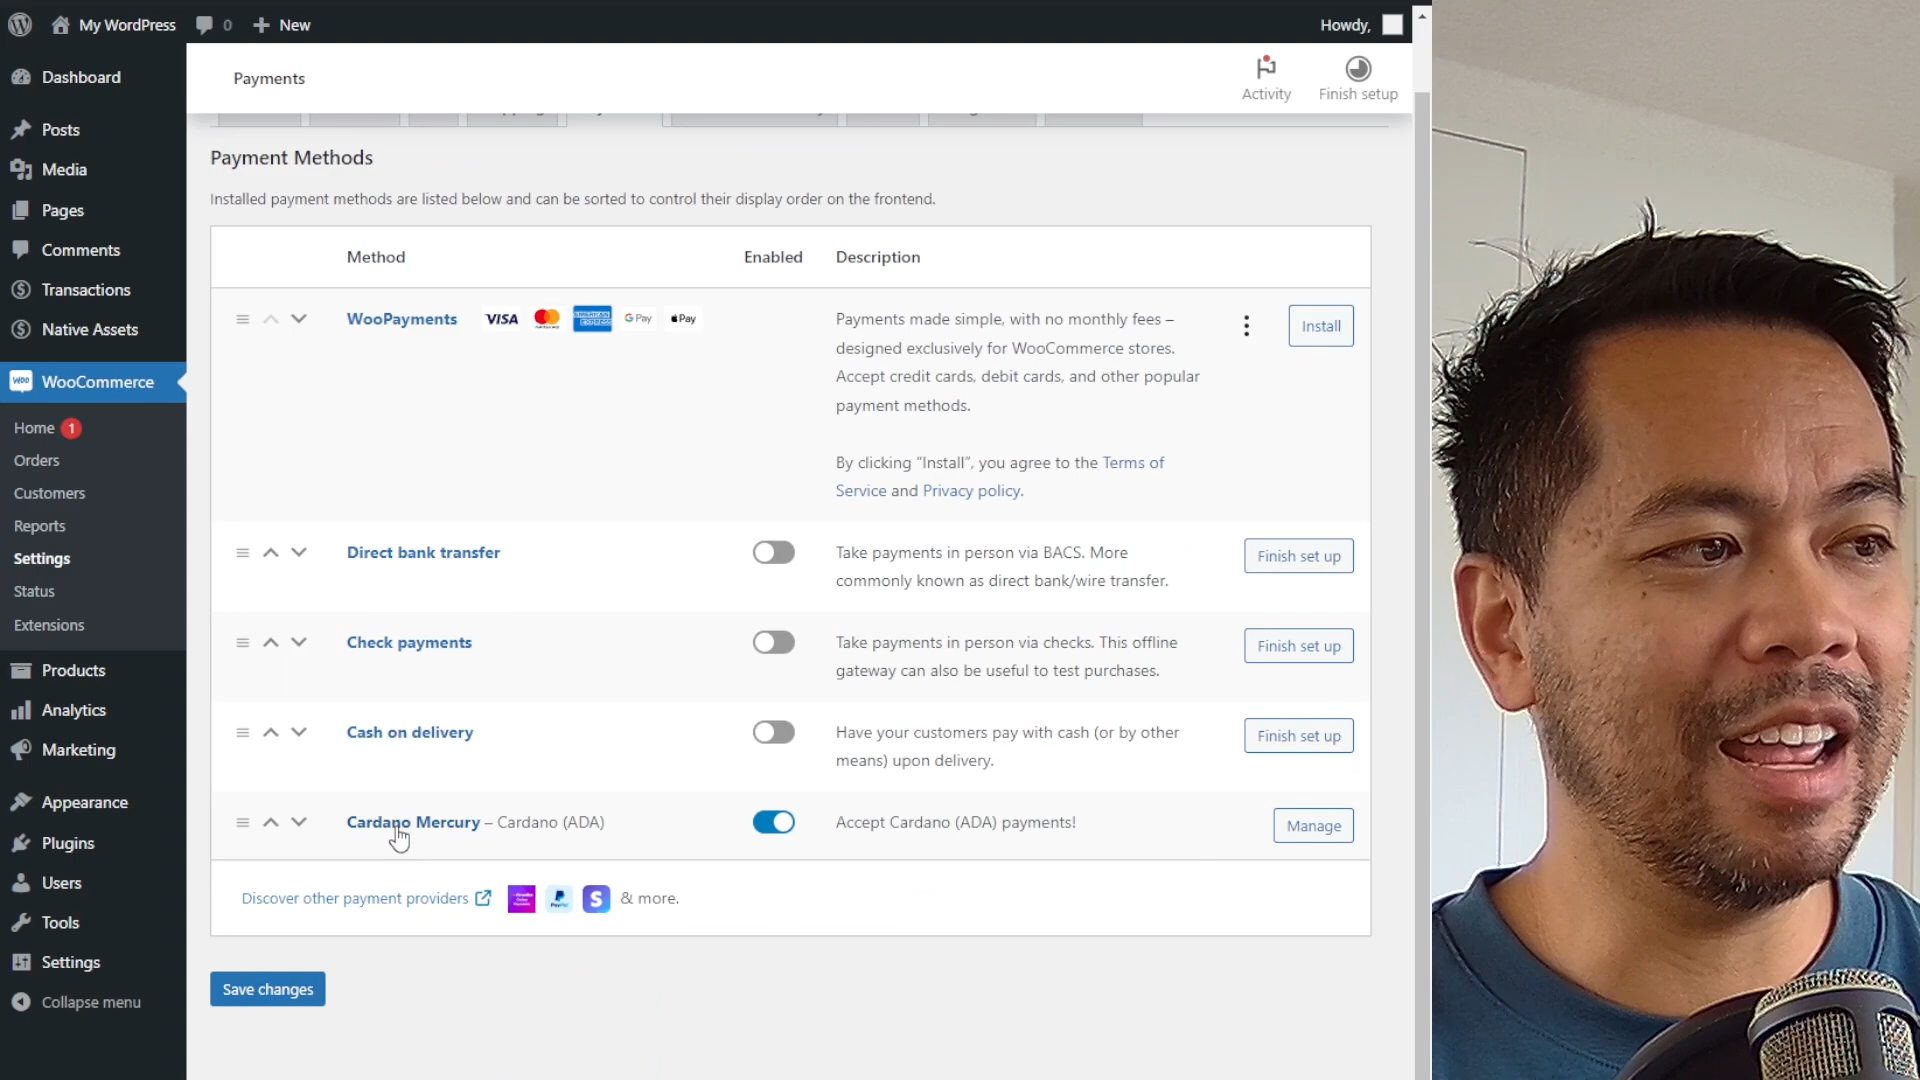 My WordPress
0
New
Howdy,
Dashboard
Posts
Media
Pages
Comments
Transactions
Native Assets
WooCommerce
Home 1
Orders
Customers
Reports
Settings
Status
Extensions
Products
Analytics
Marketing
Appearance
Plugins
Users
Tools
Settings
Collapse menu
Payments
Activity
Finish setup
Payment Methods
Installed payment methods are listed below and can be sorted to control their display order on the frontend.
Method
Enabled
Description
WooPayments
VISA
AMERICAN EXPRESS
G Pay
Pay
Payments made simple, with no monthly fees –
designed exclusively for WooCommerce stores.
Accept credit cards, debit cards, and other popular
payment methods.
By clicking “Install”, you agree to the Terms of
Service and Privacy policy.
Install
Direct bank transfer
Take payments in person via BACS. More
commonly known as direct bank/wire transfer.
Finish set up
Check payments
Take payments in person via checks. This offline
gateway can also be useful to test purchases.
Finish set up
Cash on delivery
Have your customers pay with cash (or by other
means) upon delivery.
Finish set up
Cardano Mercury – Cardano (ADA)
Accept Cardano (ADA) payments!
Manage
Discover other payment providers
PayPal
S
& more.
Save changes